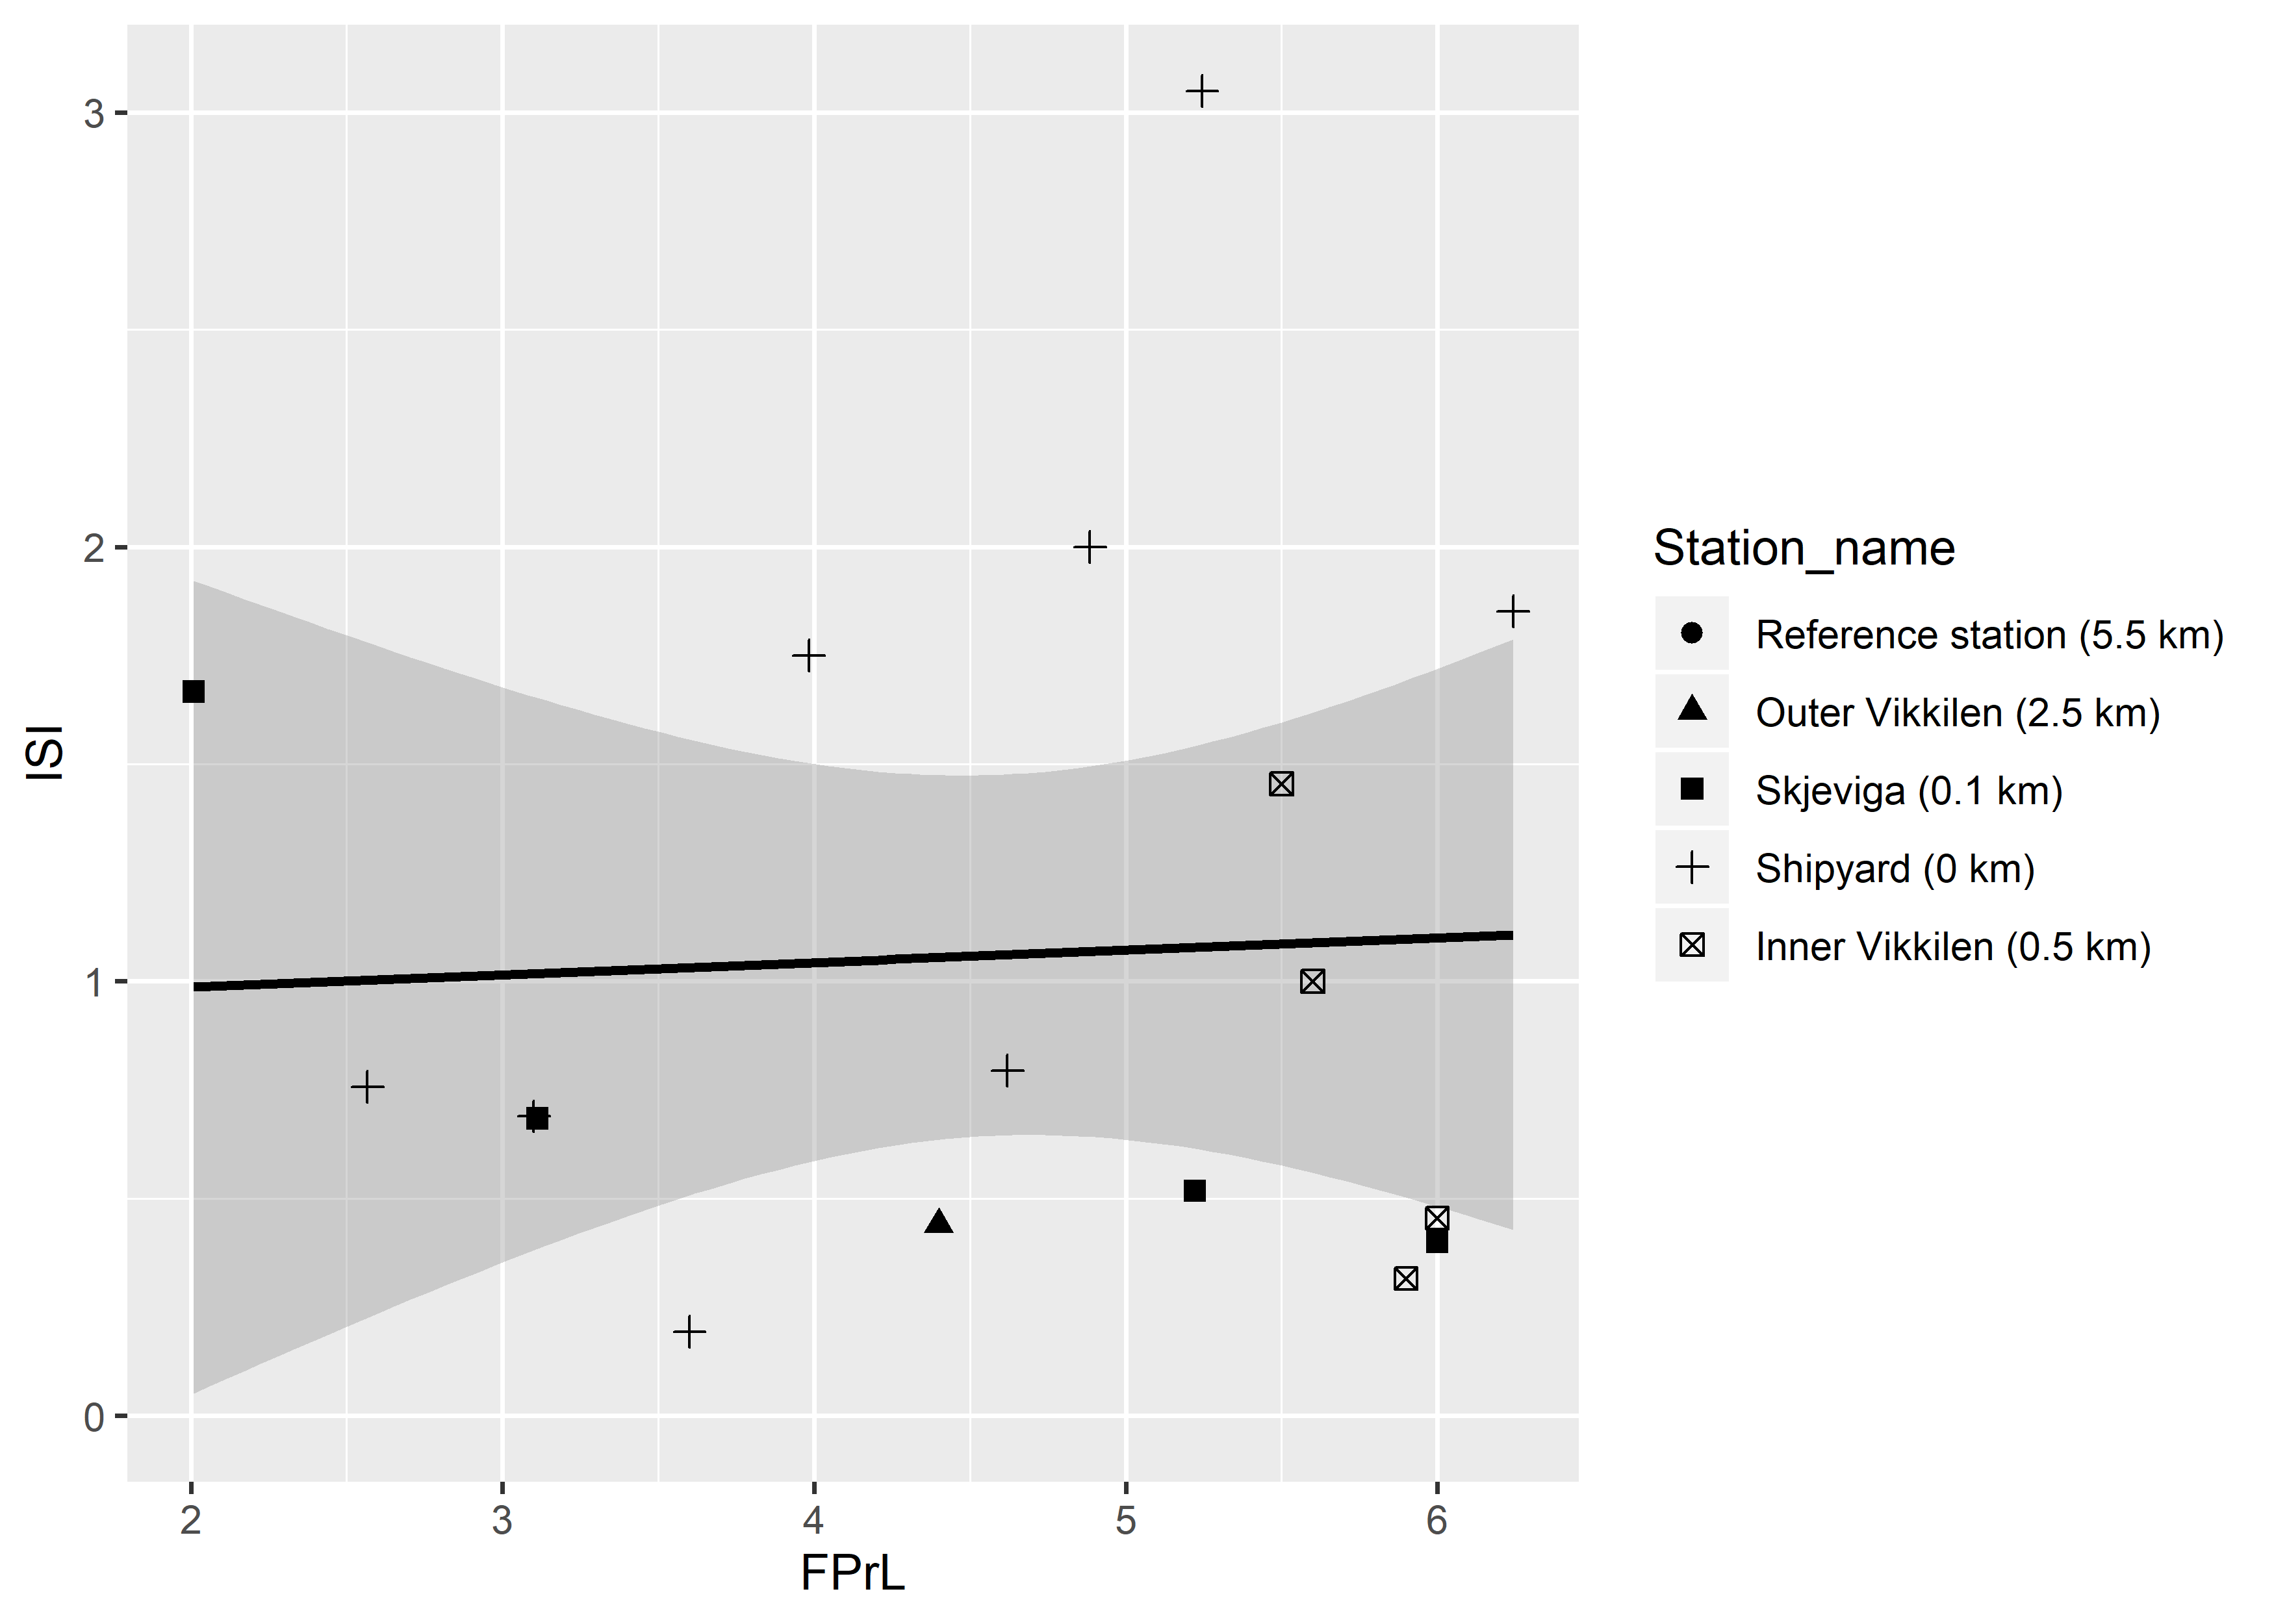 3
2
1
0
ISI
2
3
4
5
6
FPrL
Station_name
Reference station (5.5 km)
Outer Vikkilen (2.5 km)
Skjeviga (0.1 km)
Shipyard (0 km)
Inner Vikkilen (0.5 km)